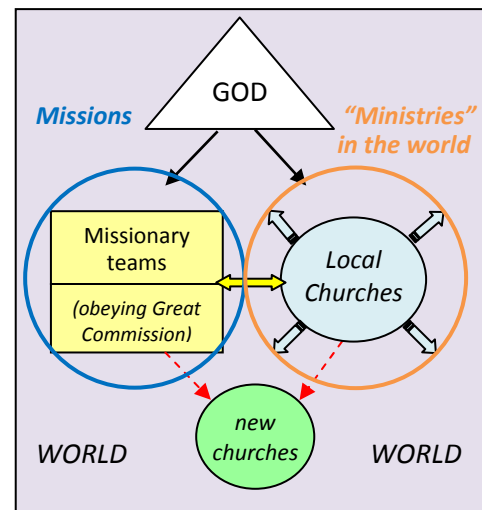 GOD
Missions
“Ministries”
in the world
Missionary
teams
(obeying Great
Commission)
Local
Churches
new
churches
WORLD
WORLD